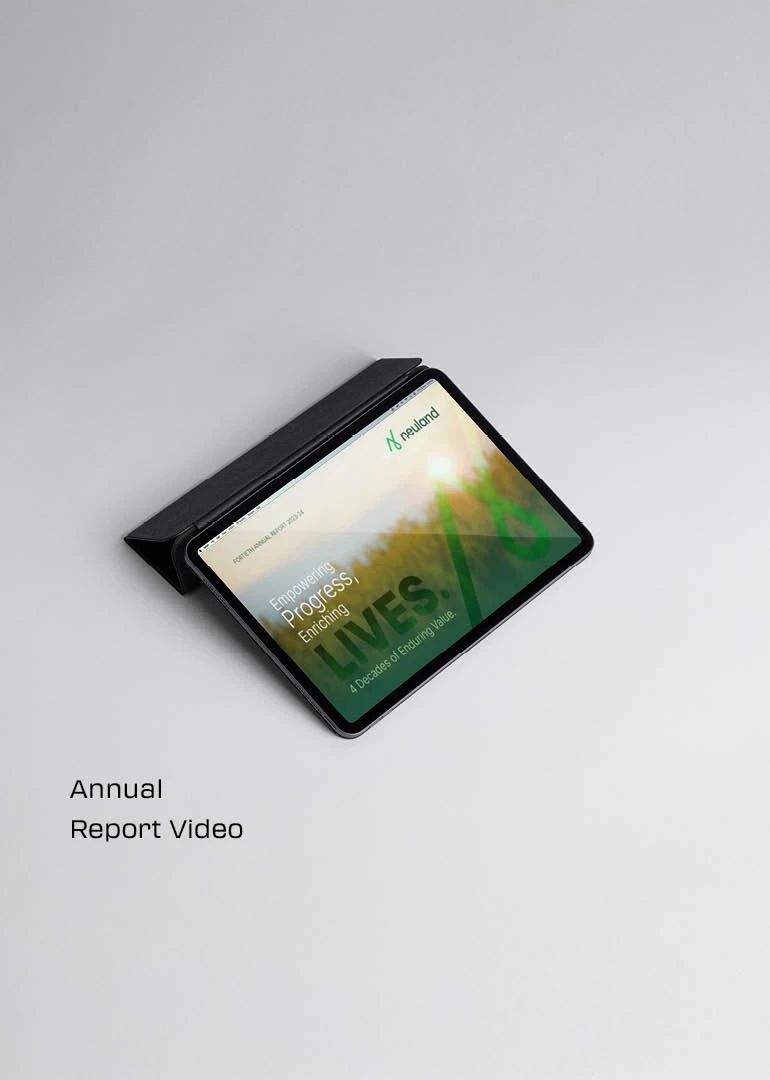 neuland
FORTIETH ANNUAL REPORT 2023-24
Empowering
Progress,
Enriching
LIVES.
4 Decades of Enduring Value.
Annual
Report Video